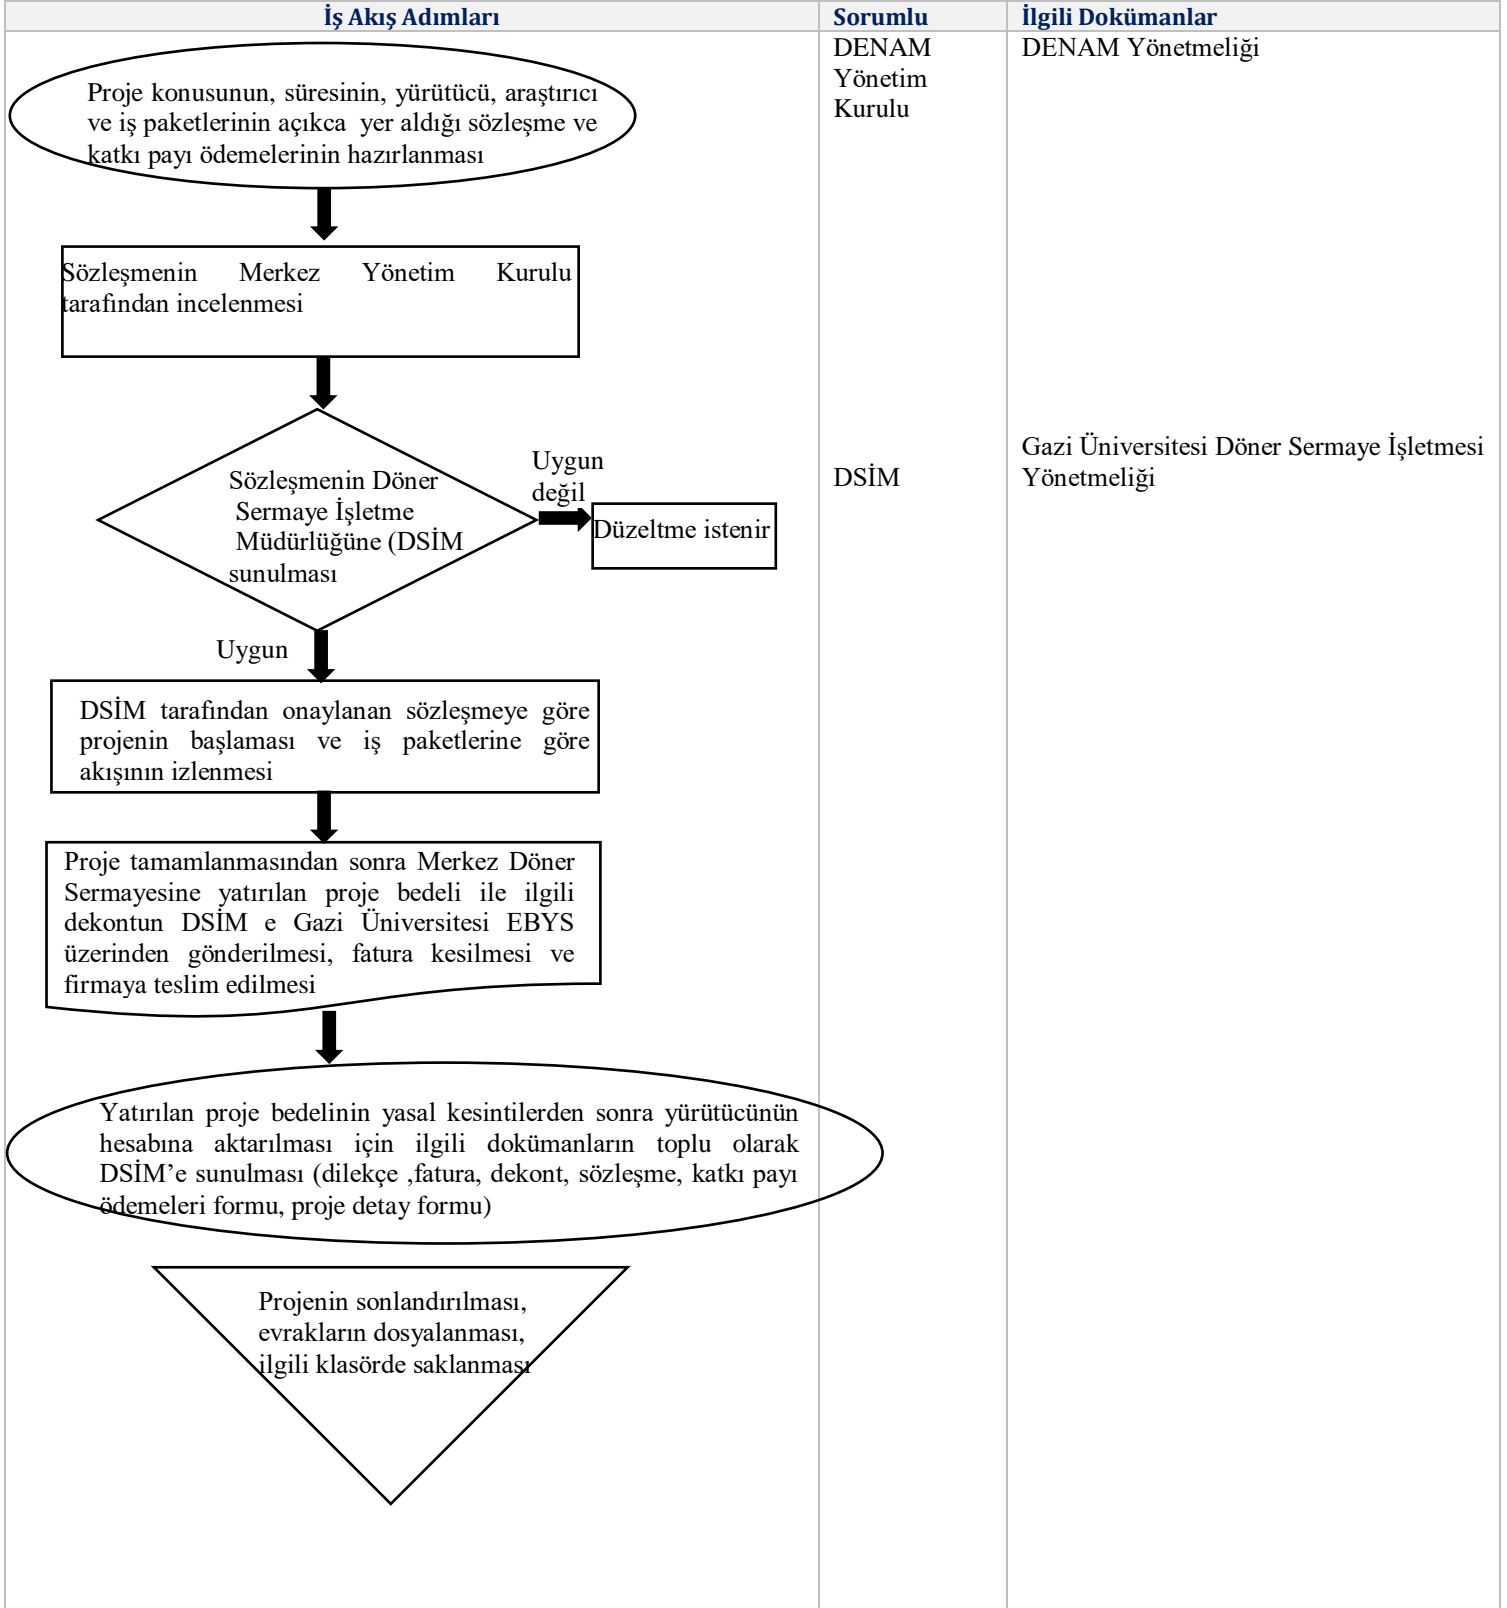 İş Akış Adımları
Sorumlu
İlgili Dokümanlar
DENAM
Yönetim
Kurulu
DENAM Yönetmeliği
Proje konusunun, süresinin, yürütücü, araştırıcı
ve iş paketlerinin açıkca yer aldığı sözleşme ve
katkı payı ödemelerinin hazırlanması
Sözleşmenin Merkez Yönetim Kurulu
tarafından incelenmesi
Sözleşmenin Döner
Sermaye İşletme
Müdürlüğüne (DSİM
sunulması
Uygun
değil
Düzeltme istenir
DSİM
Gazi Üniversitesi Döner Sermaye İşletmesi
Yönetmeliği
Uygun
DSİM tarafından onaylanan sözleşmeye göre
projenin başlaması ve iş paketlerine göre
akışının izlenmesi
Proje tamamlanmasından sonra Merkez Döner
Sermayesine yatırılan proje bedeli ile ilgili
dekontun DSİM e Gazi Üniversitesi EBYS
üzerinden gönderilmesi, fatura kesilmesi ve
firmaya teslim edilmesi
Yatırılan proje bedelinin yasal kesintilerden sonra yürütücünün
hesabına aktarılması için ilgili dokümanların toplu olarak
DSİM’e sunulması (dilekçe ,fatura, dekont, sözleşme, katkı payı
ödemeleri formu, proje detay formu)
Projenin sonlandırılması,
evrakların dosyalanması,
ilgili klasörde saklanması